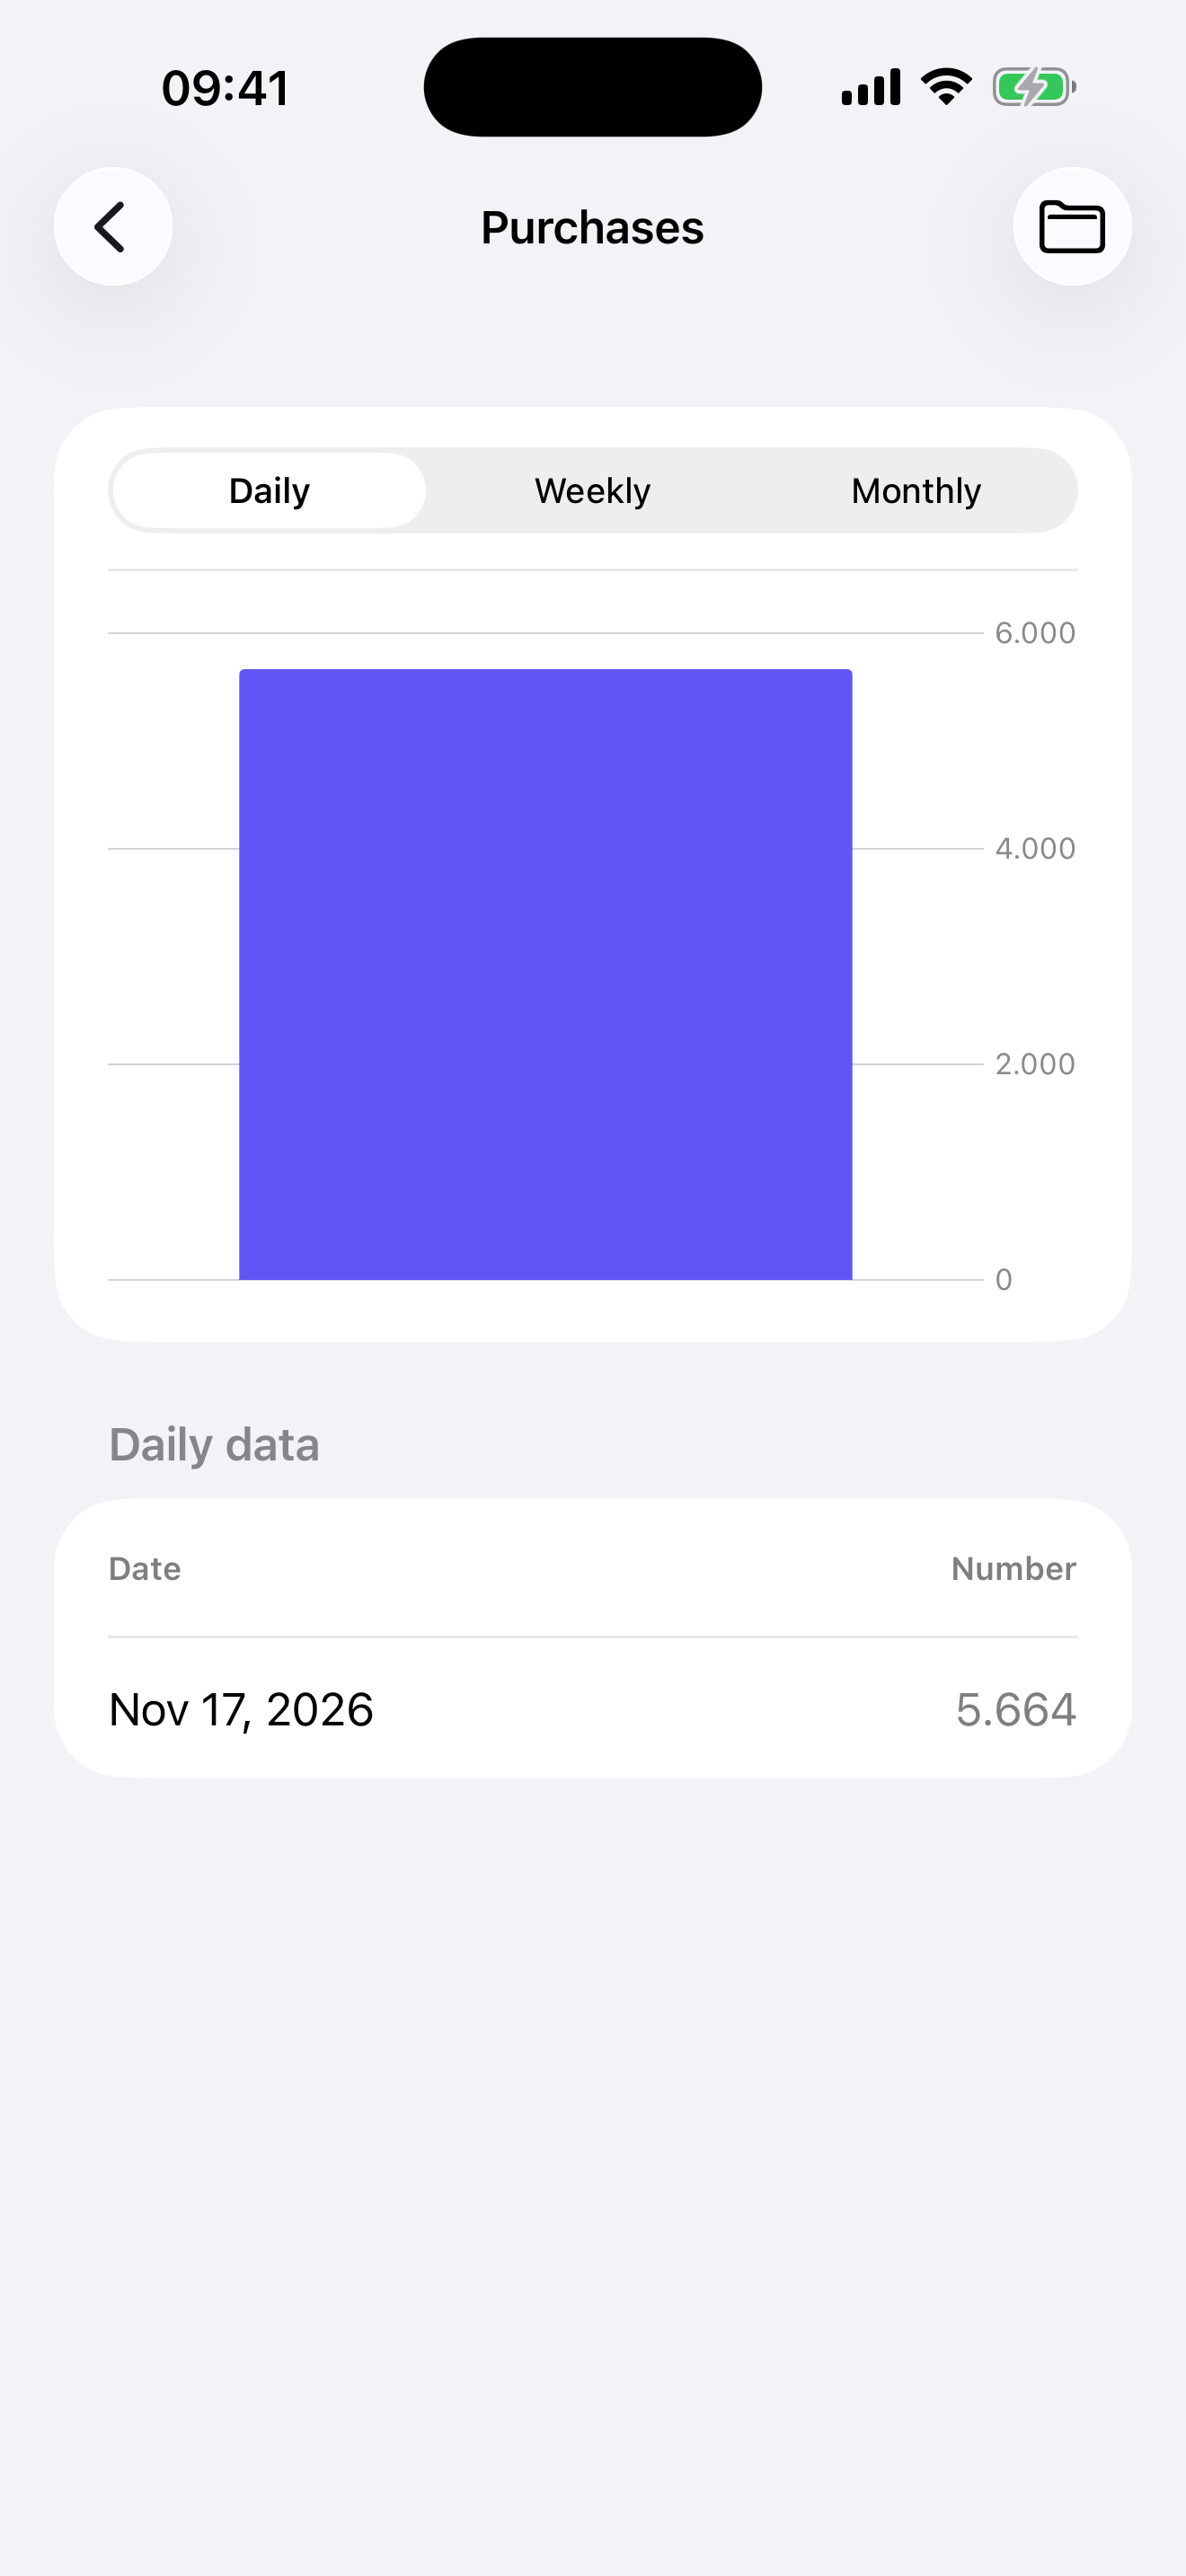 09:41
Purchases
Daily Weekly Monthly
6.000
4.000
2.000
0
Daily data
Date Number
Nov 17, 2026 5.664